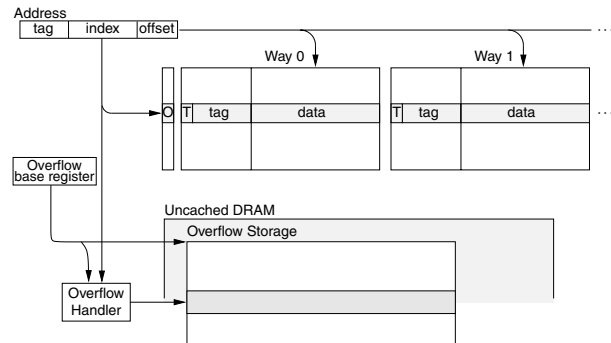 Address
tag index offset
Way 0 Way 1
O T tag data T tag data
Overflow
base register
Uncached DRAM
Overflow Storage
Overflow
Handler